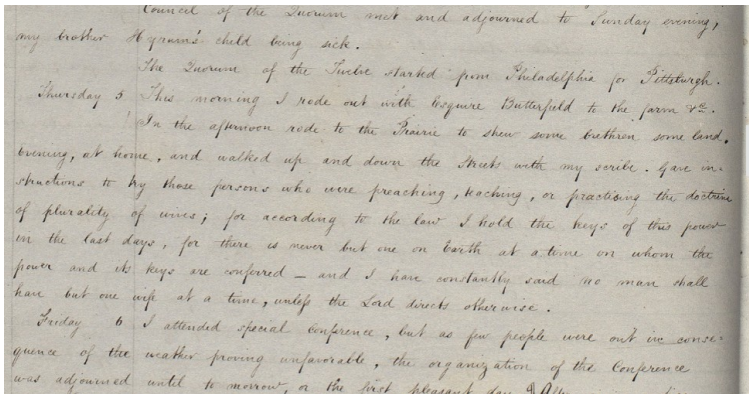 Council of the Quorum met and adjourned to Sunday evening,
my brother Hyrum's child being sick.
The Quorum of the Twelve started from Philadelphia for Pittsburgh.
Thursday 5 This morning I rode out with Esquire Butterfield to the farm &c.
In the afternoon rode to the Prairie to shew some brethren some land.
Evening, at home, and walked up and down the Streets with my scribe. Gave in-
structions to try those persons who were preaching, teaching, or practicing the doctrine
of plurality of wives; for according to the law I hold the keys of this power
in the last days, for there is never but one on Earth at a time on whom the
power and its keys are conferred — and I have constantly said no man shall
have but one wife at a time, unless the Lord directs otherwise.
Friday 6 I attended special conference, but as few people were out in conse-
quence of the weather proving unfavorable, the organization of the Conference
was adjourned until to morrow, or the first pleasant day